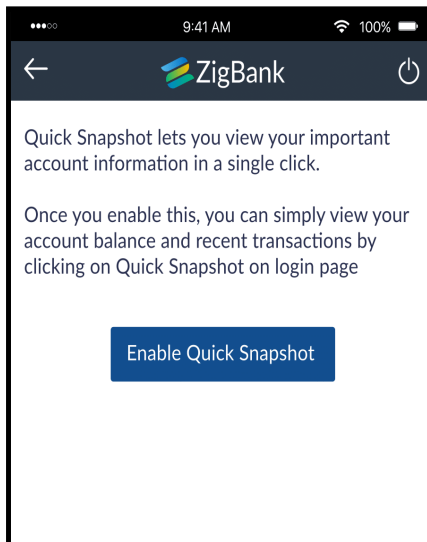 9:41 AM 100%
ZigBank
Quick Snapshot lets you view your important
account information in a single click.
Once you enable this, you can simply view your
account balance and recent transactions by
clicking on Quick Snapshot on login page
Enable Quick Snapshot